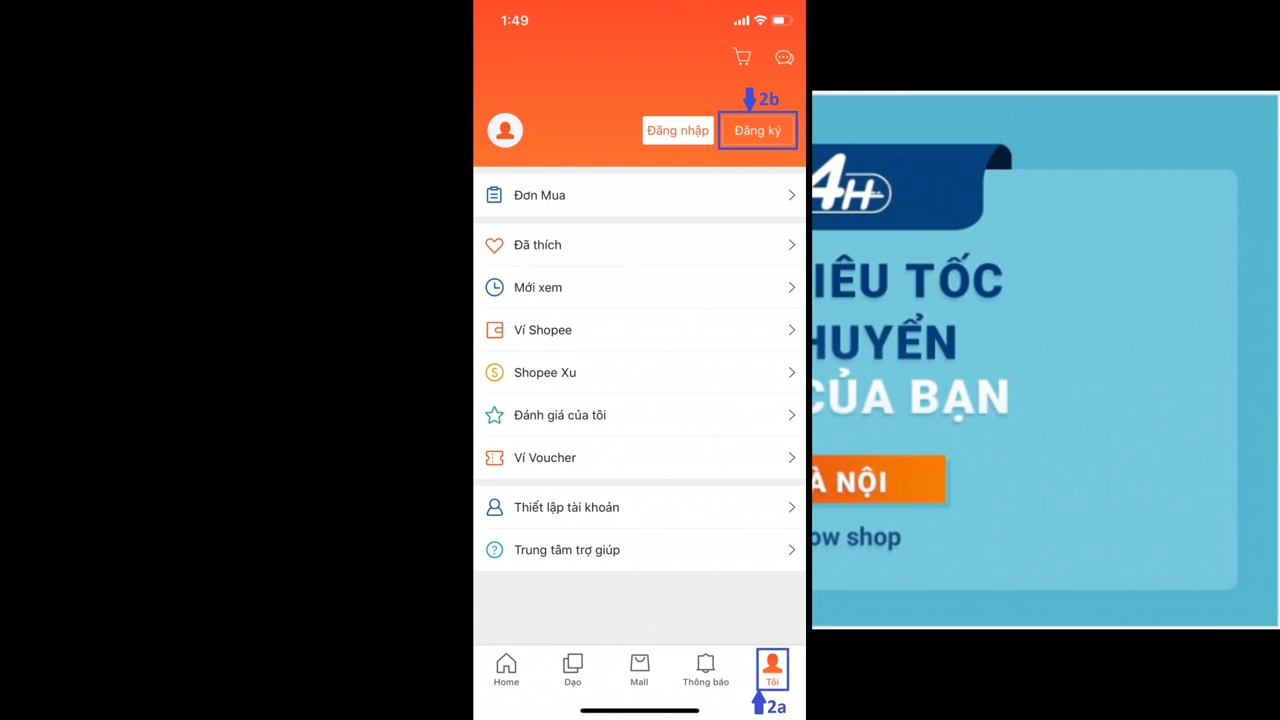 1:49
2b
Đăng nhập
Đăng ký
Đơn Mua
Đã thích
Mới xem
Ví Shopee
Shopee Xu
Đánh giá của tôi
Ví Voucher
Thiết lập tài khoản
Trung tâm trợ giúp
Home
Dạo
Mall
Thông báo
Tôi
2a
4H
IÊU TỐC
HUYỂN
CỦA BẠN
À NỘI
ow shop